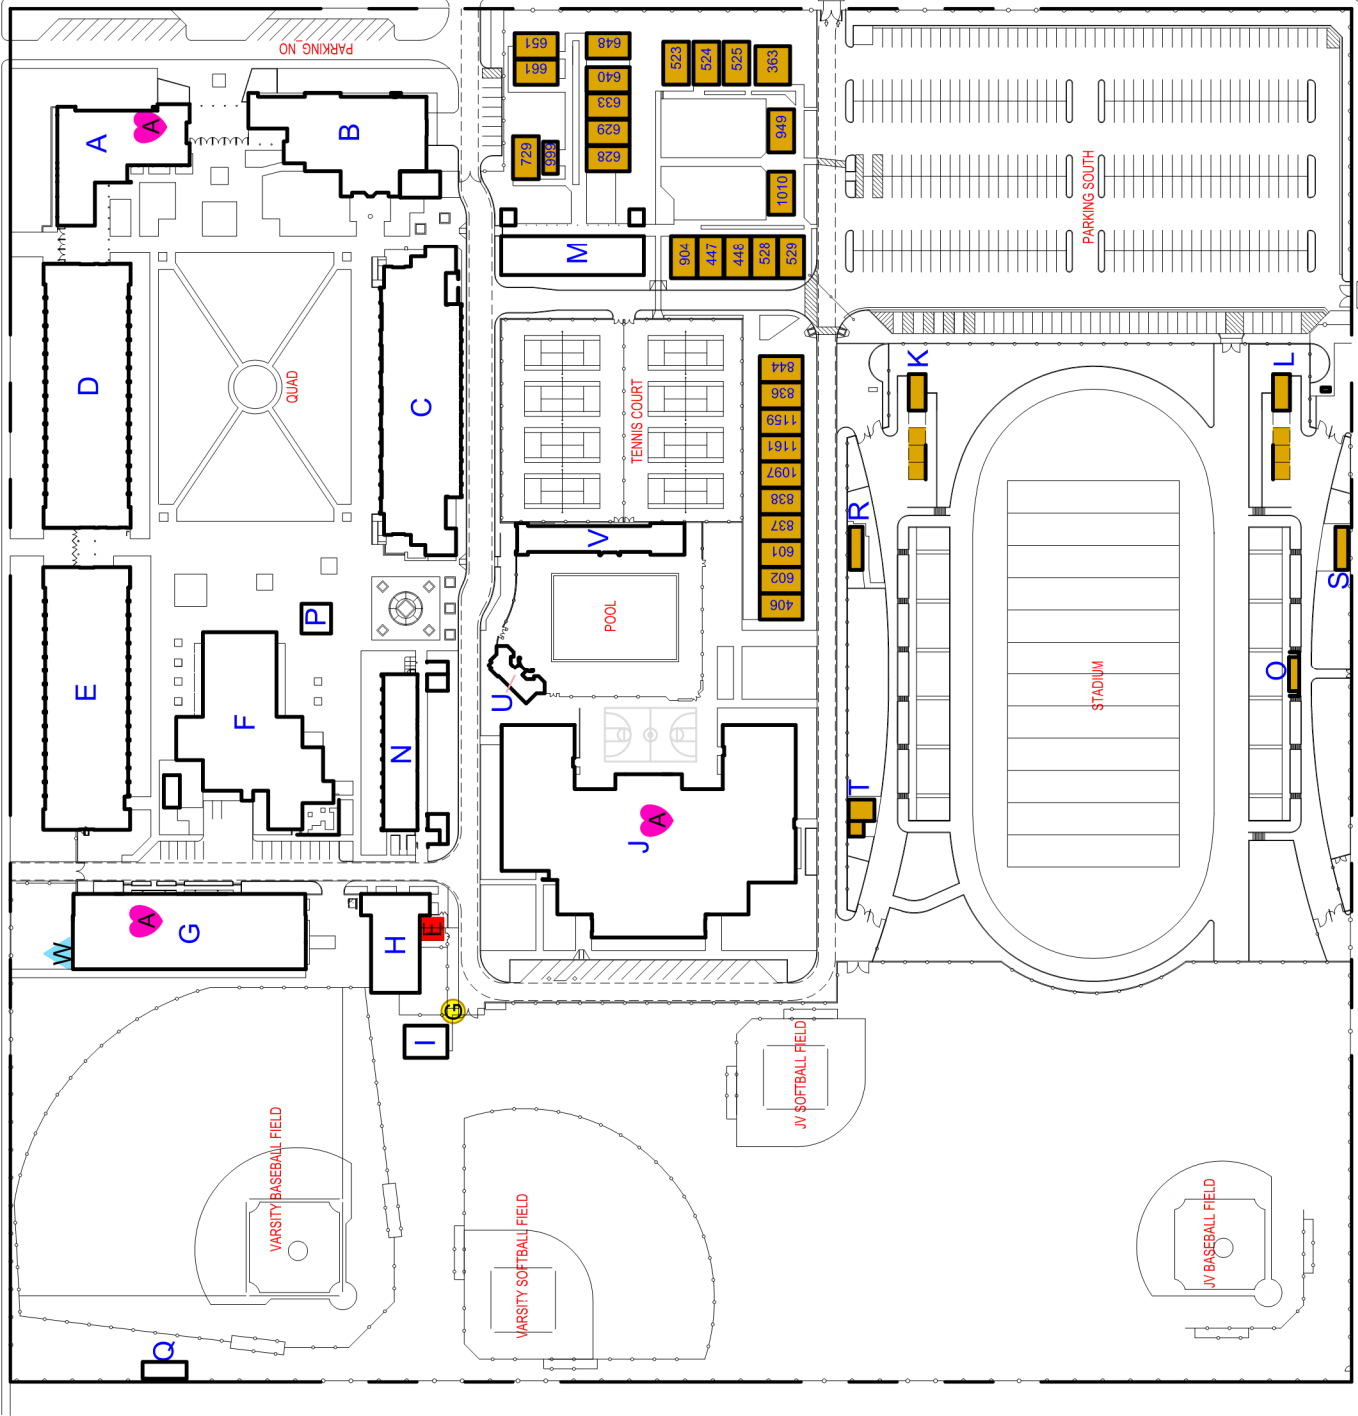 PARKING_NO
651
648
661
640
523
524
525
363
A
A
B
633
949
629
729
999
628
1010
PARKING SOUTH
M
904
447
448
528
529
D
QUAD
C
TENNIS COURT
844
836
1159
1161
1097
838
837
601
602
406
K
L
R
V
S
P
POOL
E
F
U
N
STADIUM
O
T
J
A
G
A
W
H
E
G
I
JV SOFTBALL FIELD
VARSITY BASEBALL FIELD
VARSITY SOFTBALL FIELD
JV BASEBALL FIELD
Q